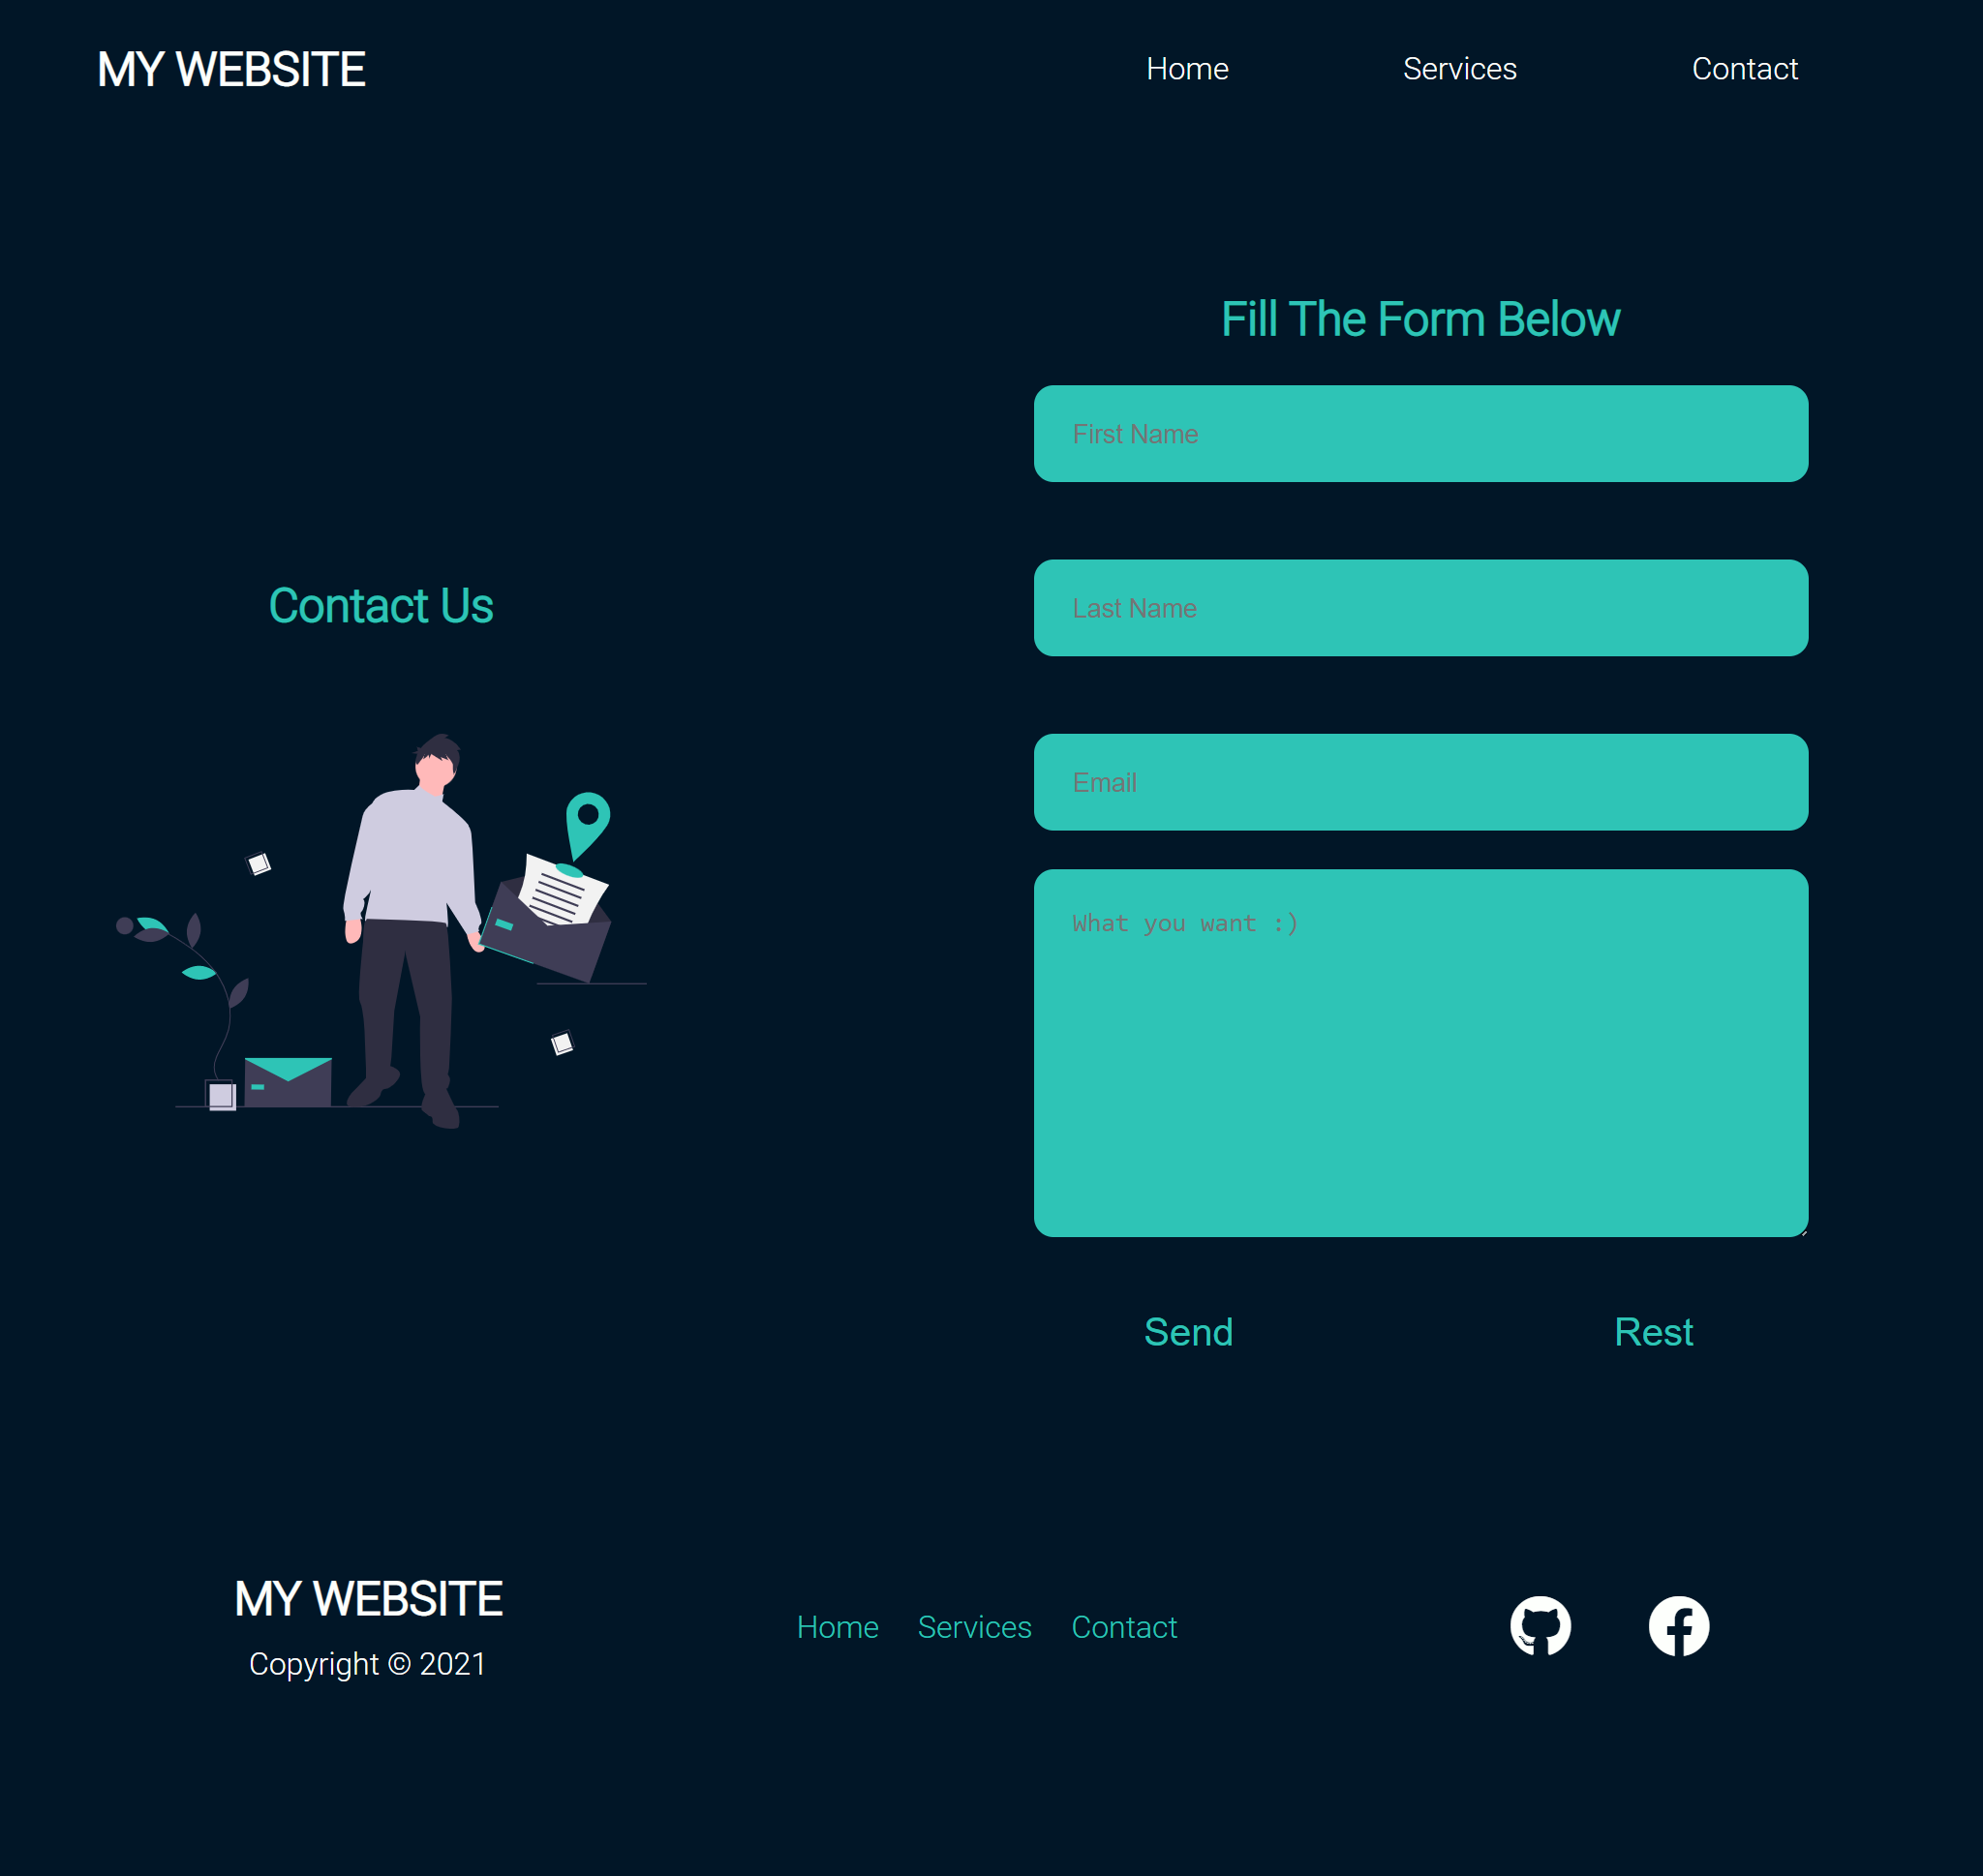 MY WEBSITE
Home Services Contact
Fill The Form Below
First Name
Last Name
Contact Us
Email
What you want :)
Send Rest
MY WEBSITE
Home Services Contact
Copyright © 2021